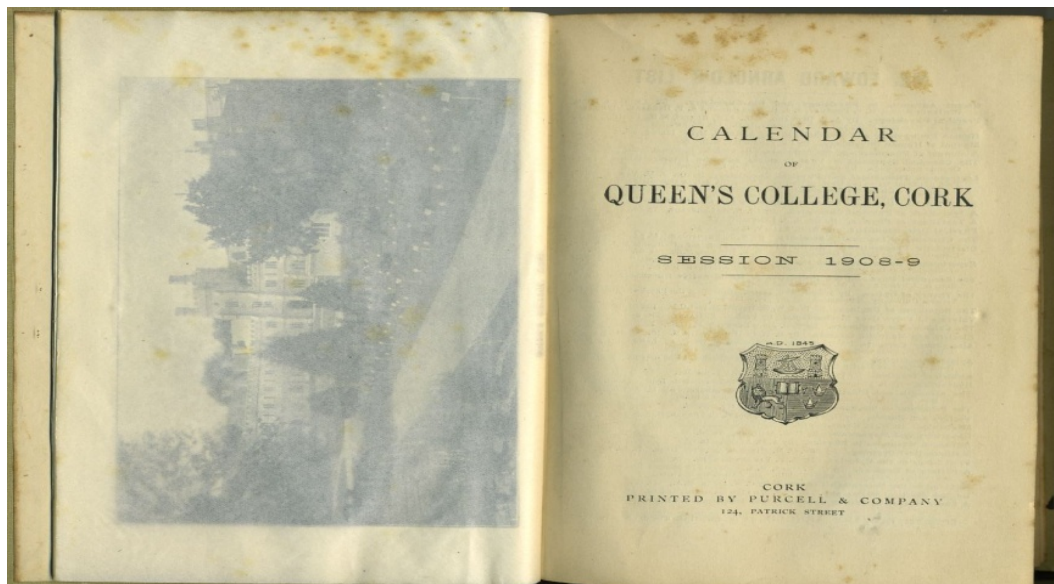 CALENDAR
OF
QUEEN'S COLLEGE, CORK
SESSION 1908-9
A.D. 1845
CORK
PRINTED BY PURCELL & COMPANY
124, PATRICK STREET